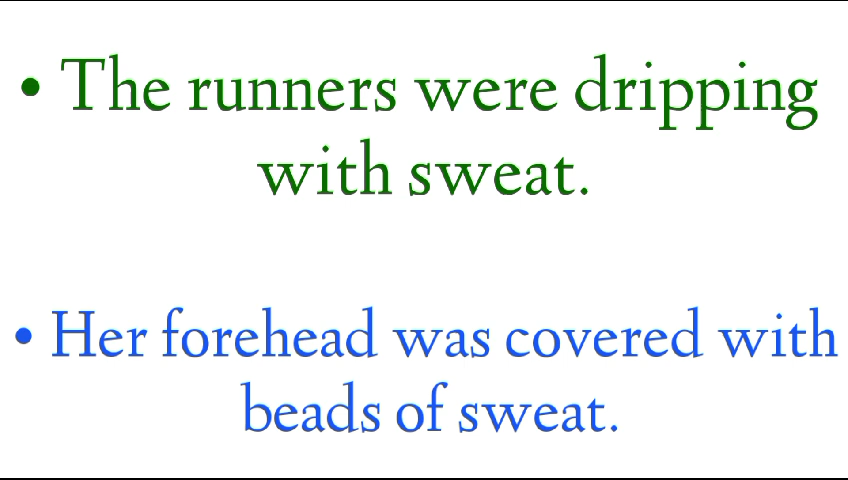 • The runners were dripping
with sweat.
• Her forehead was covered with
beads of sweat.